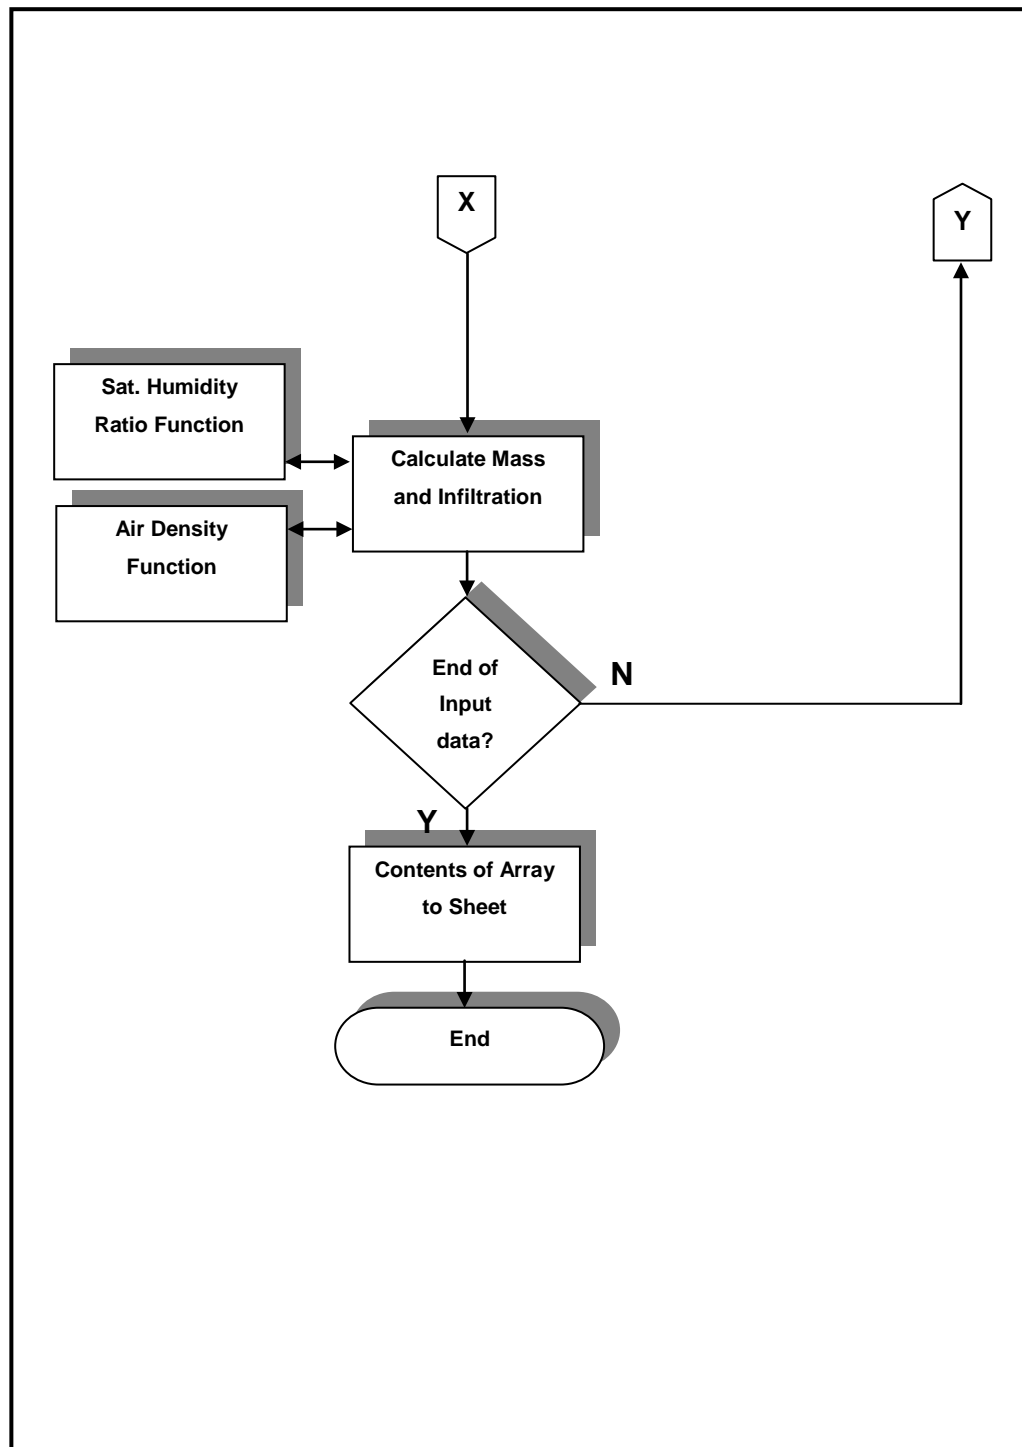 X
Y
Sat. Humidity
Ratio Function
Calculate Mass
and Infiltration
Air Density
Function
End of
Input
data?
N
Y
Contents of Array
to Sheet
End